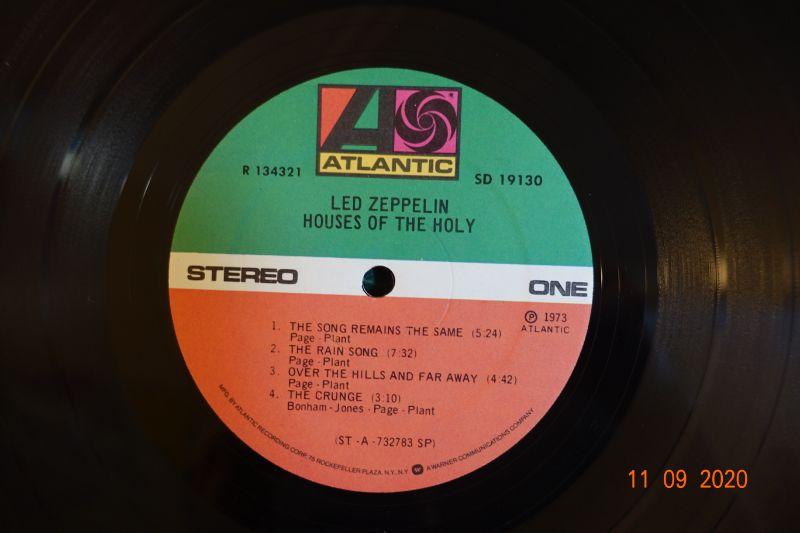 ATLANTIC
R 134321
SD 19130
LED ZEPPELIN
HOUSES OF THE HOLY
STEREO
ONE
℗ 1973
ATLANTIC
1. THE SONG REMAINS THE SAME (5:24)
Page - Plant
2. THE RAIN SONG (7:32)
Page - Plant
3. OVER THE HILLS AND FAR AWAY (4:42)
Page - Plant
4. THE CRUNGE (3:10)
Bonham - Jones - Page - Plant
(ST - A - 732783 SP)
MFG. BY ATLANTIC RECORDING CORP. 75 ROCKEFELLER PLAZA, N.Y., N.Y. A WARNER COMMUNICATIONS COMPANY
11 09 2020